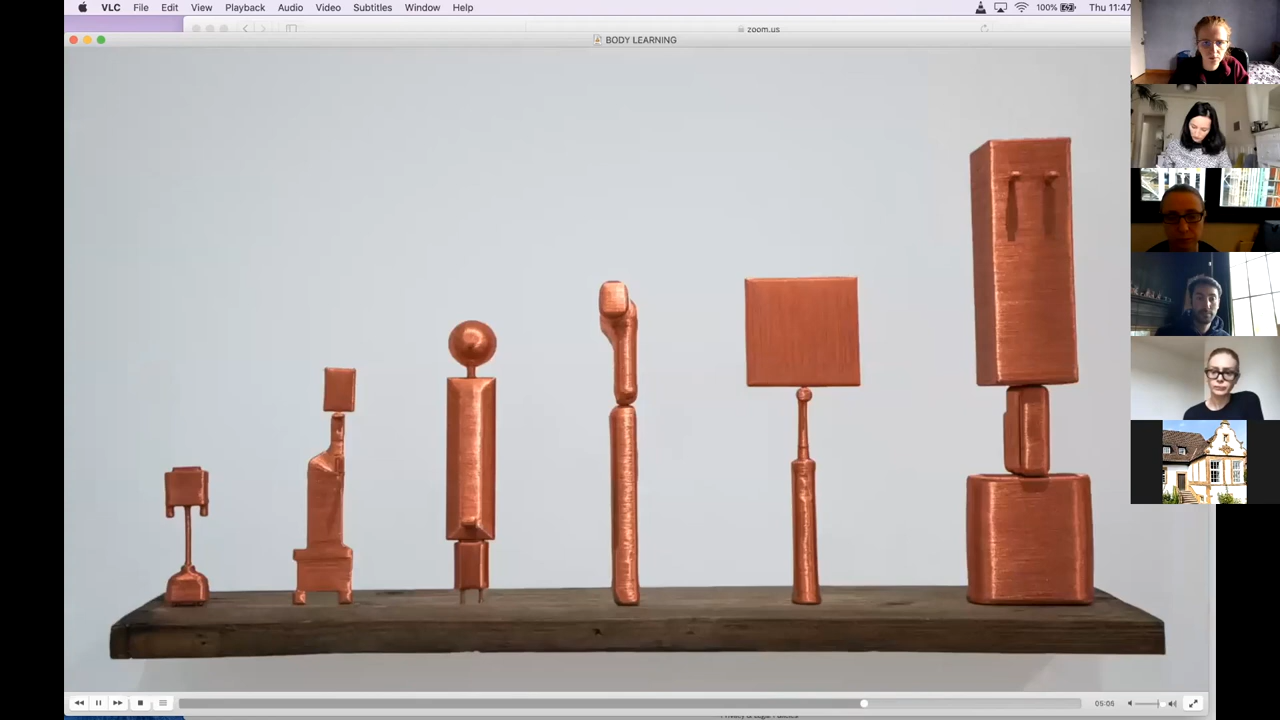 VLC File Edit View Playback Audio Video Subtitles Window Help 100% Thu 11:47
zoom.us
BODY LEARNING
05:06